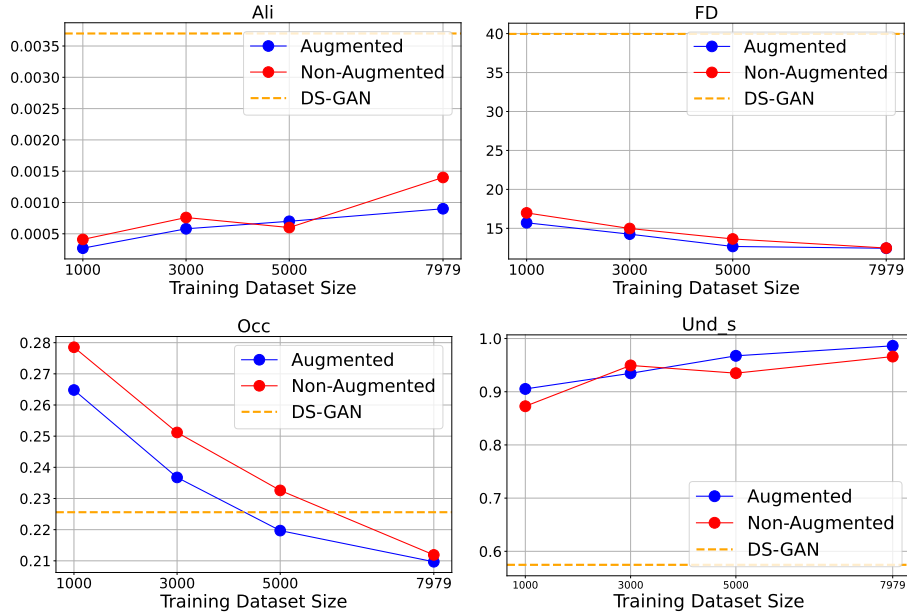 Ali
0.0035
0.0030
0.0025
0.0020
0.0015
0.0010
0.0005
Augmented
Non-Augmented
DS-GAN
1000 3000 5000 7979
Training Dataset Size
FD
40
35
30
25
20
15
Augmented
Non-Augmented
DS-GAN
1000 3000 5000 7979
Training Dataset Size
Occ
0.28
0.27
0.26
0.25
0.24
0.23
0.22
0.21
Augmented
Non-Augmented
DS-GAN
1000 3000 5000 7979
Training Dataset Size
Und_s
1.0
0.9
0.8
0.7
0.6
Augmented
Non-Augmented
DS-GAN
1000 3000 5000 7979
Training Dataset Size